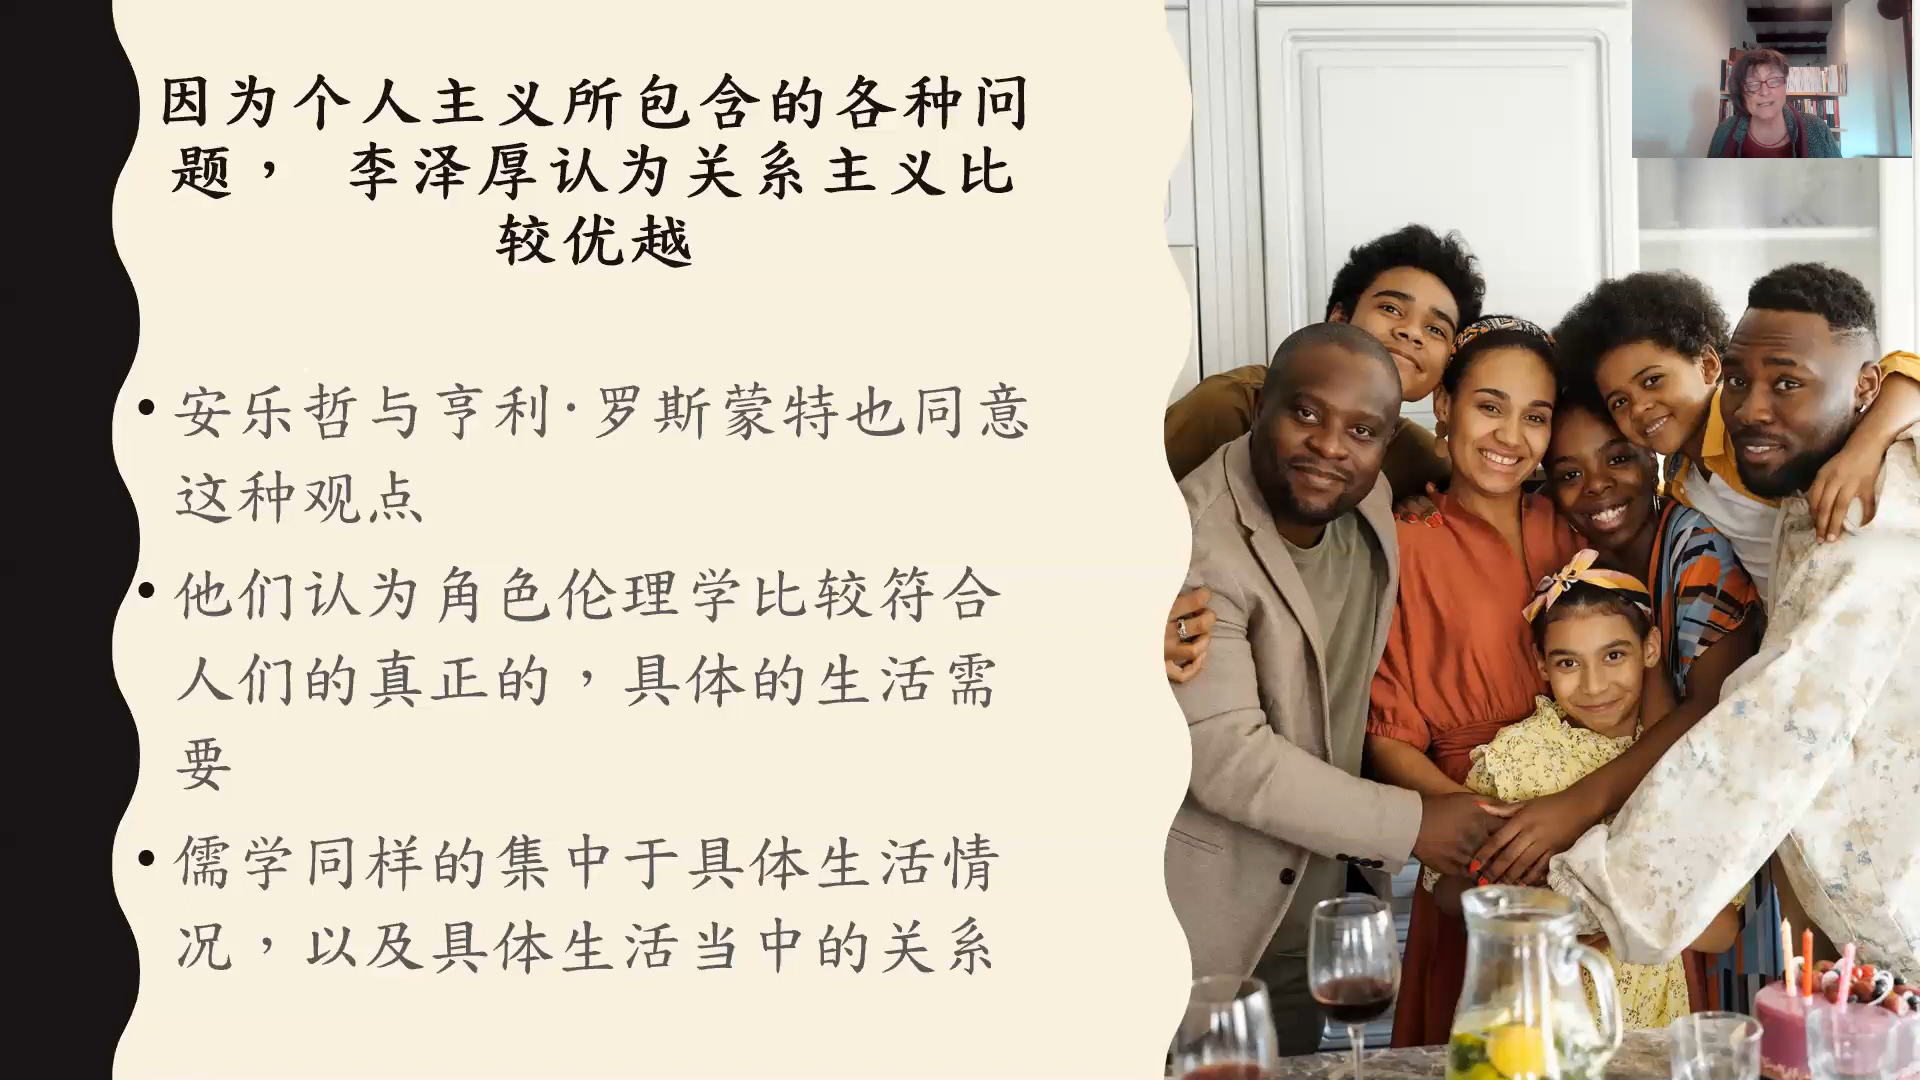 因为个人主义所包含的各种问
题， 李泽厚认为关系主义比
较优越
• 安乐哲与亨利·罗斯蒙特也同意
这种观点
• 他们认为角色伦理学比较符合
人们的真正的，具体的生活需
要
• 儒学同样的集中于具体生活情
况，以及具体生活当中的关系